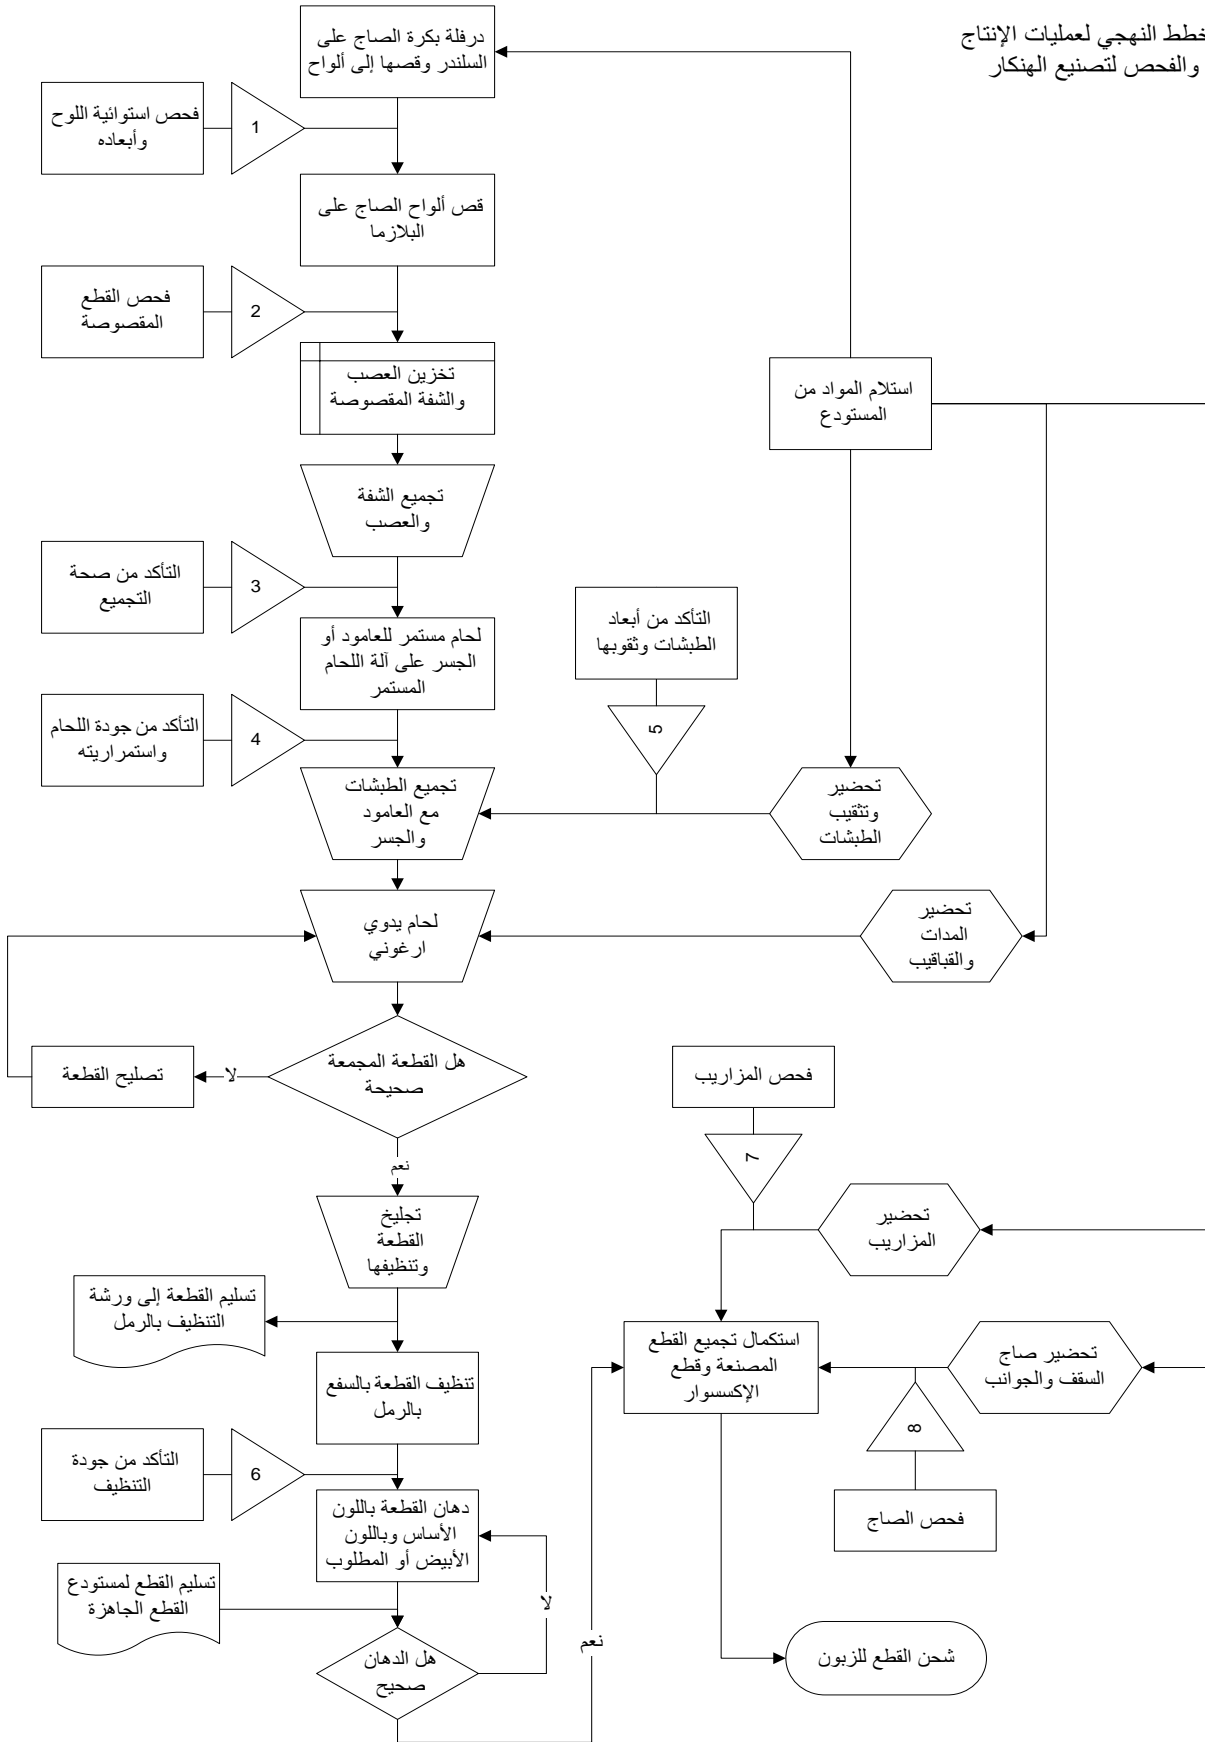 خطط النهجي لعمليات الإنتاج
والفحص لتصنيع الهنكار
درفلة بكرة الصاج على
السلندر وقصها إلى ألواح
فحص استوائية اللوح
وأبعاده
1
قص ألواح الصاج على
البلازما
فحص القطع
المقصوصة
2
تخزين العصب
والشفة المقصوصة
استلام المواد من
المستودع
تجميع الشفة
والعصب
التأكد من صحة
التجميع
3
لحام مستمر للعامود أو
الجسر على آلة اللحام
المستمر
التأكد من أبعاد
الطبشات وثقوبها
5
التأكد من جودة اللحام
واستمراريته
4
تجميع الطبشات
مع العامود
والجسر
تحضير
وتثقيب
الطبشات
لحام يدوي
ارغوني
تحضير
المدات
والقباقيب
هل القطعة المجمعة
صحيحة
لا
تصليح القطعة
نعم
فحص المزاريب
7
تجليخ
القطعة
وتنظيفها
تحضير
المزاريب
تسليم القطعة إلى ورشة
التنظيف بالرمل
استكمال تجميع القطع
المصنعة وقطع
الإكسسوار
تحضير صاج
السقف والجوانب
8
فحص الصاج
تنظيف القطعة بالسفع
بالرمل
التأكد من جودة
التنظيف
6
دهان القطعة باللون
الأساس وباللون
الأبيض أو المطلوب
لا
تسليم القطع لمستودع
القطع الجاهزة
هل الدهان
صحيح
نعم
شحن القطع للزبون